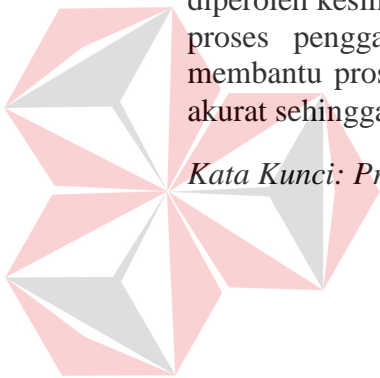 diperoleh kesim
proses pengga
membantu pros
akurat sehingga
Kata Kunci: Pr